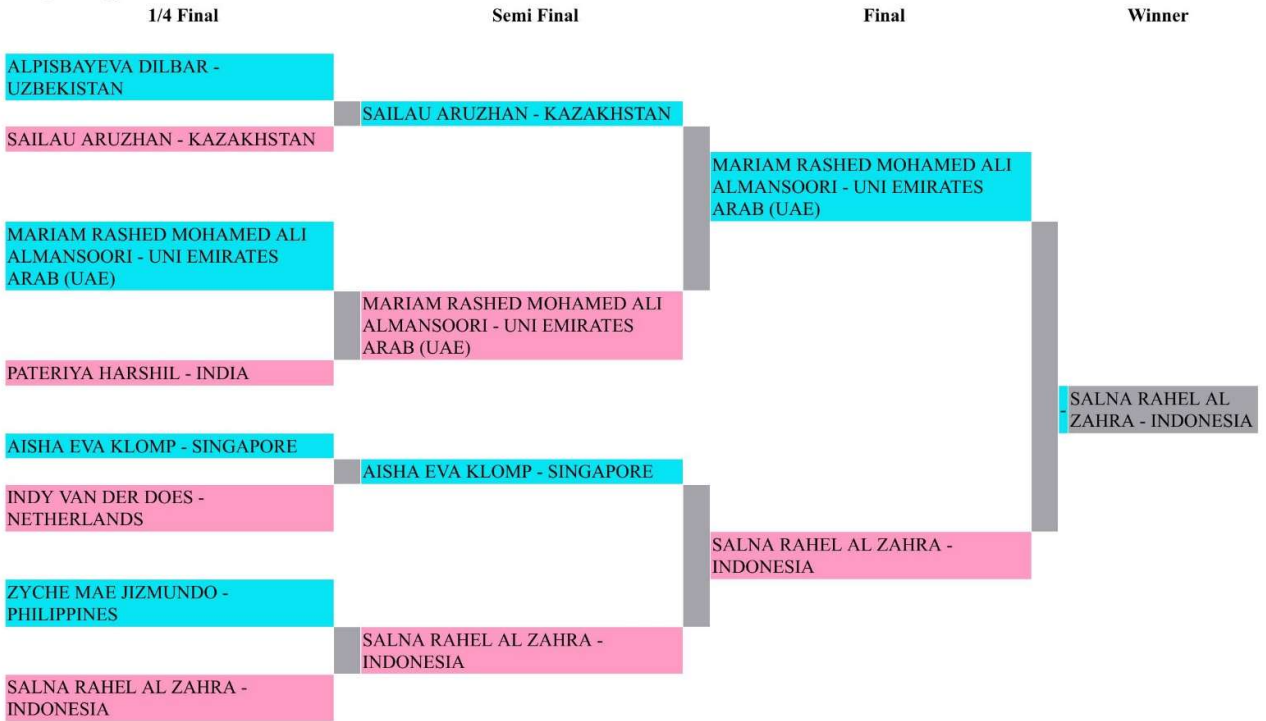 1/4 Final
Semi Final
Final
Winner
ALPISBAYEVA DILBAR -
UZBEKISTAN
SAILAU ARUZHAN - KAZAKHSTAN
MARIAM RASHED MOHAMED ALI
ALMANSOORI - UNI EMIRATES
ARAB (UAE)
PATERIYA HARSHIL - INDIA
AISHA EVA KLOMP - SINGAPORE
INDY VAN DER DOES -
NETHERLANDS
ZYCHE MAE JIZMUNDO -
PHILIPPINES
SALNA RAHEL AL ZAHRA -
INDONESIA
SAILAU ARUZHAN - KAZAKHSTAN
MARIAM RASHED MOHAMED ALI
ALMANSOORI - UNI EMIRATES
ARAB (UAE)
AISHA EVA KLOMP - SINGAPORE
SALNA RAHEL AL ZAHRA -
INDONESIA
MARIAM RASHED MOHAMED ALI
ALMANSOORI - UNI EMIRATES
ARAB (UAE)
SALNA RAHEL AL ZAHRA -
INDONESIA
- SALNA RAHEL AL
ZAHRA - INDONESIA